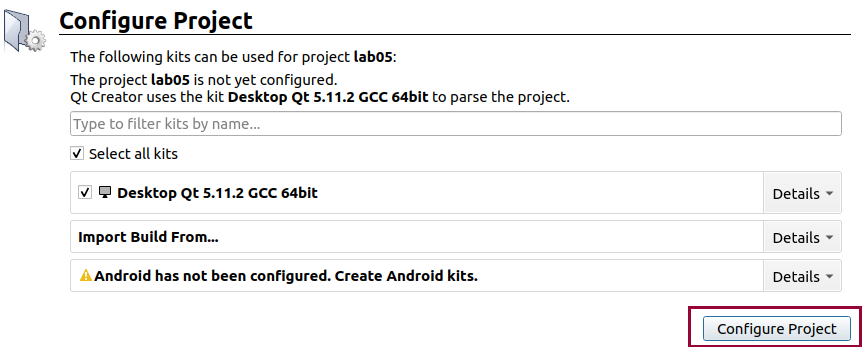 Configure Project
The following kits can be used for project lab05:
The project lab05 is not yet configured.
Qt Creator uses the kit Desktop Qt 5.11.2 GCC 64bit to parse the project.
Type to filter kits by name...
Select all kits
Desktop Qt 5.11.2 GCC 64bit
Details
Import Build From...
Details
Android has not been configured. Create Android kits.
Details
Configure Project